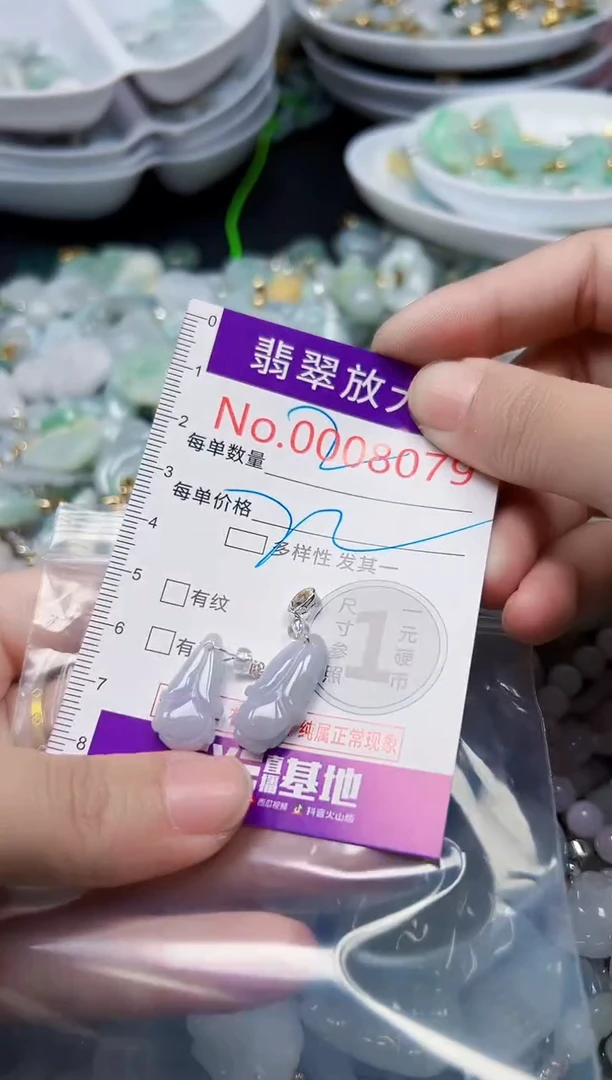 翡翠放大
No.0008079
每单数量
每单价格
多样性 发其一
有纹
有
尺寸参照
1
一元硬币
纯属正常现象
直播基地
西瓜视频 抖音火山版
0
1
2
3
4
5
6
7
8